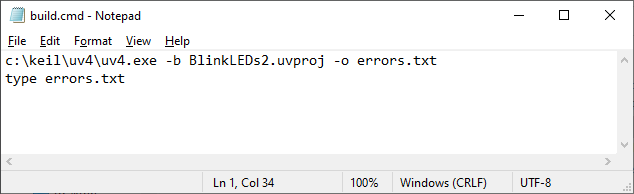 build.cmd - Notepad
File Edit Format View Help
c:\keil\uv4\uv4.exe -b BlinkLEDs2.uvproj -o errors.txt
type errors.txt
Ln 1, Col 34 100% Windows (CRLF) UTF-8